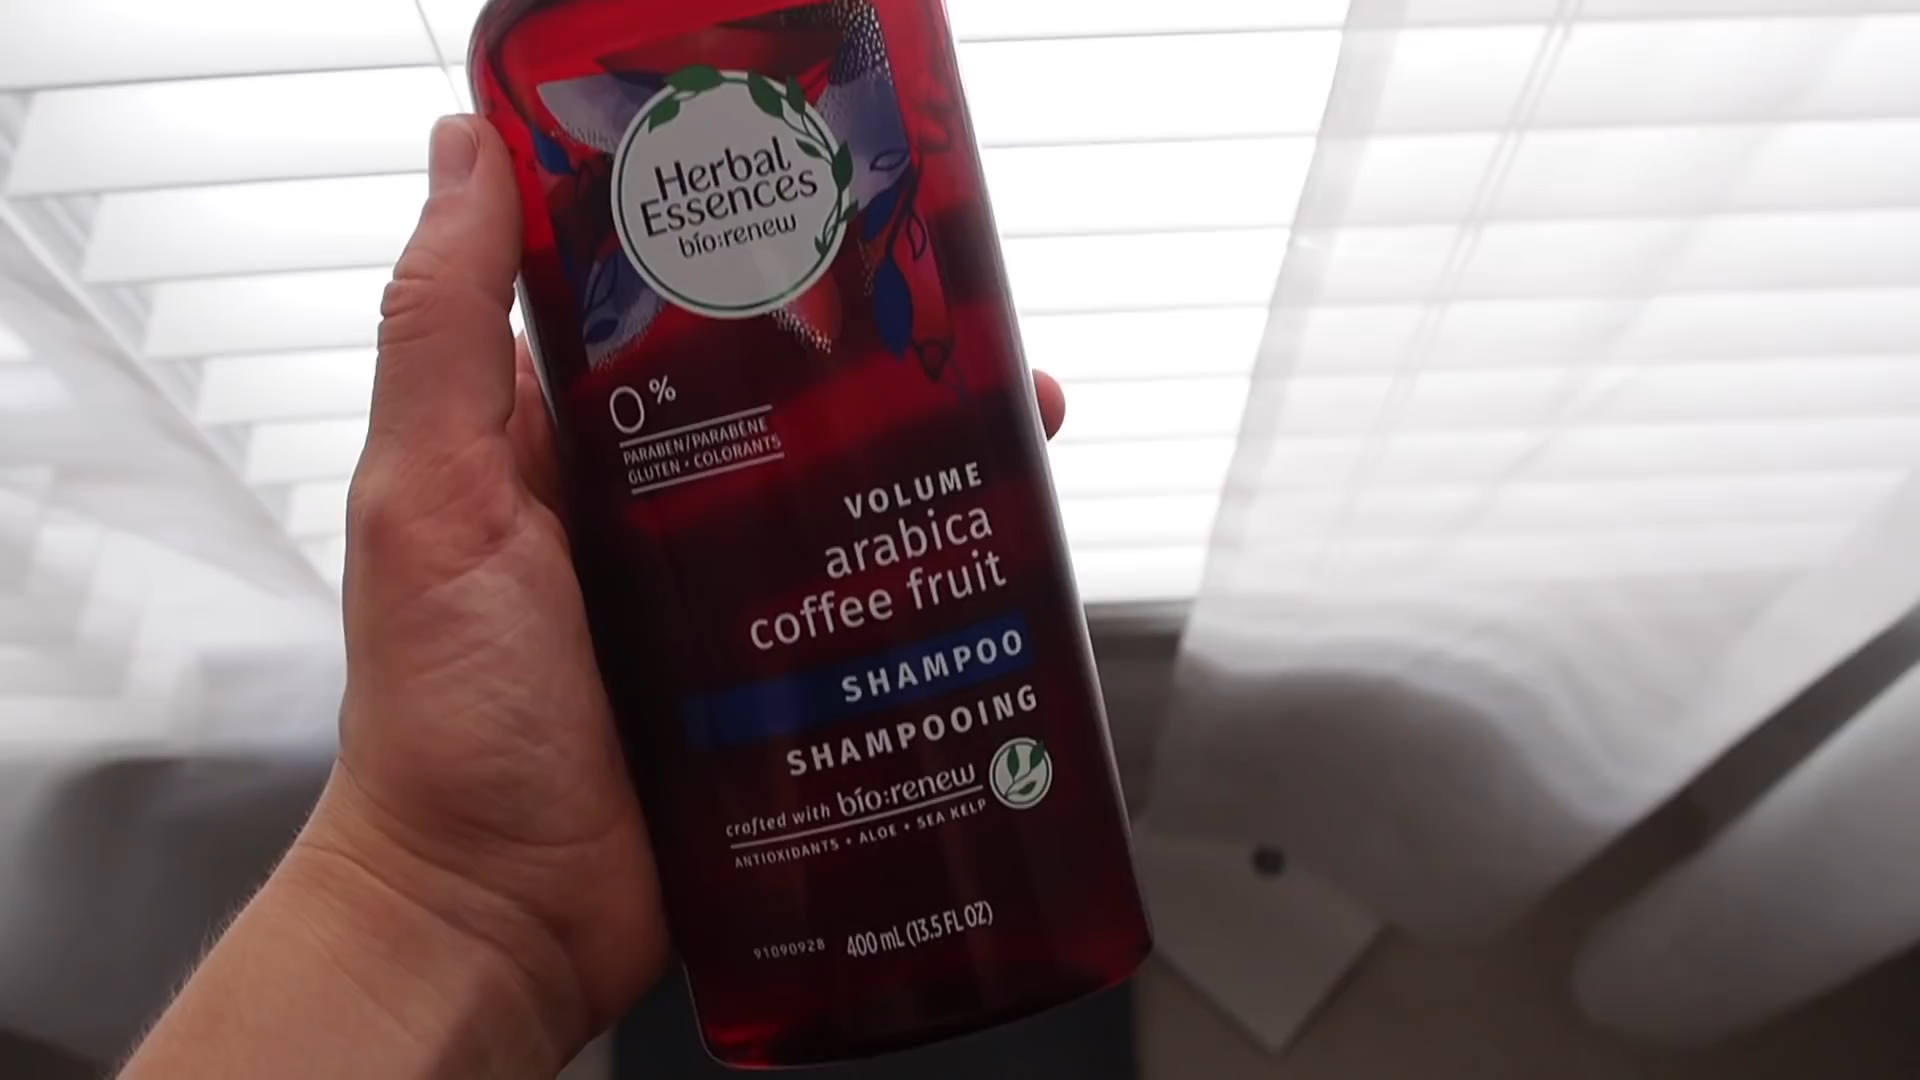 Herbal
Essences
bío:renew
0%
PARABEN/PARABÈNE
GLUTEN • COLORANTS
VOLUME
arabica
coffee fruit
SHAMPOO
SHAMPOOING
crafted with bío:renew
ANTIOXIDANTS + ALOE + SEA KELP
91090928 400 mL (13.5 FL OZ)